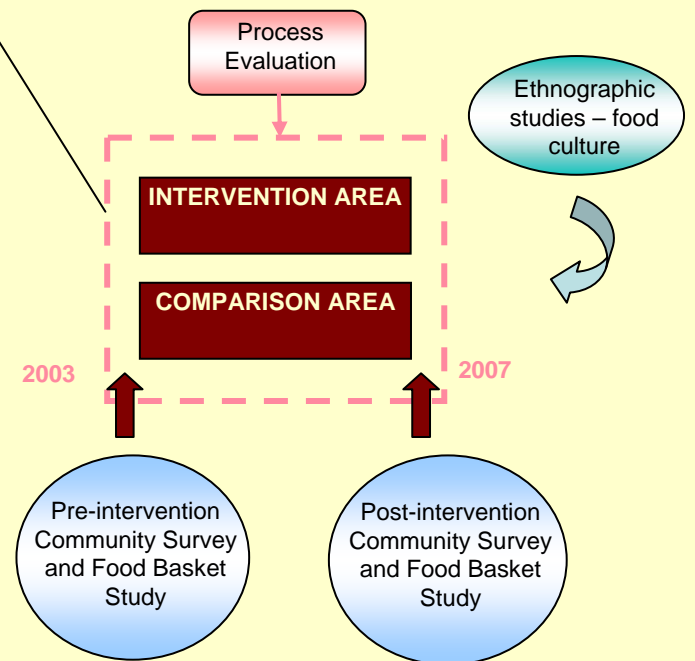 Process
Evaluation
Ethnographic
studies – food
culture
INTERVENTION AREA
COMPARISON AREA
2003
2007
Pre-intervention
Community Survey
and Food Basket
Study
Post-intervention
Community Survey
and Food Basket
Study